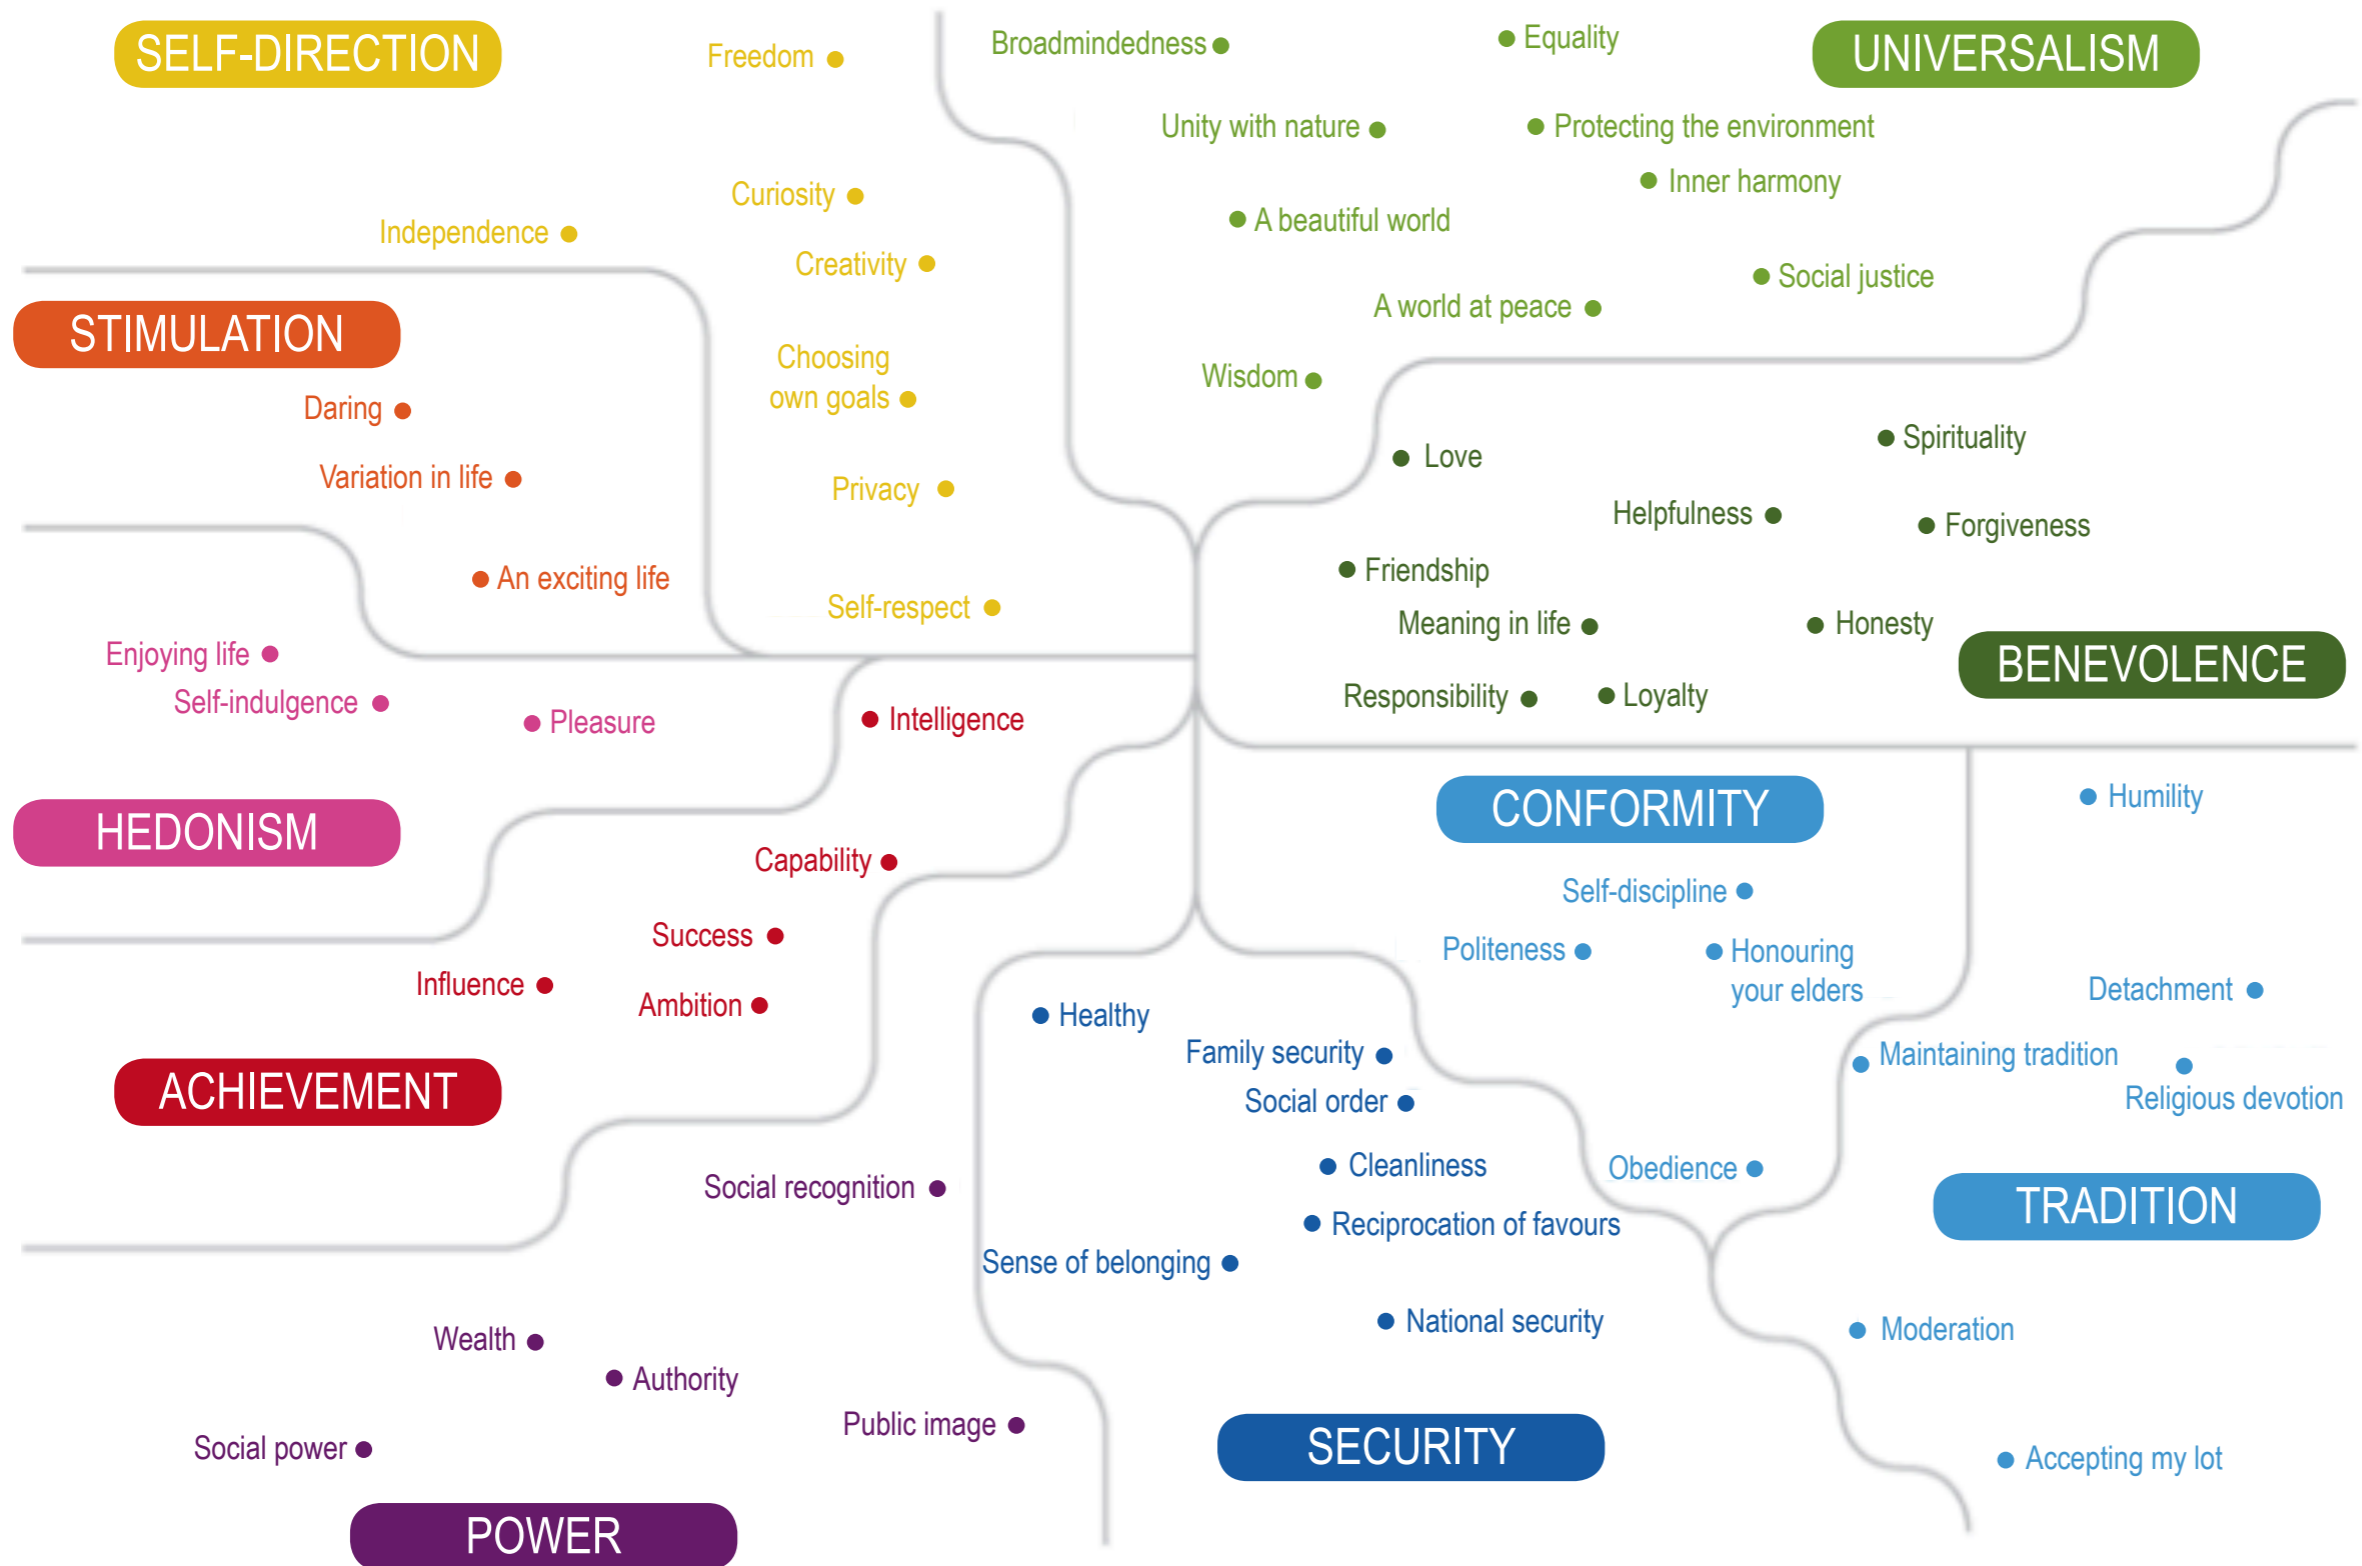 SELF-DIRECTION
Freedom
Curiosity
Independence
Creativity
Choosing
own goals
Privacy
Self-respect
Broadmindedness
Equality
UNIVERSALISM
Unity with nature
Protecting the environment
Inner harmony
A beautiful world
Social justice
A world at peace
Wisdom
STIMULATION
Daring
Variation in life
An exciting life
Love
Spirituality
Helpfulness
Forgiveness
Friendship
Meaning in life
Honesty
BENEVOLENCE
Responsibility
Loyalty
Enjoying life
Self-indulgence
Pleasure
HEDONISM
Intelligence
Capability
Success
Influence
Ambition
ACHIEVEMENT
CONFORMITY
Self-discipline
Politeness
Honouring
your elders
Obedience
Humility
Detachment
Maintaining tradition
Religious devotion
TRADITION
Moderation
Accepting my lot
Healthy
Family security
Social order
Cleanliness
Reciprocation of favours
Sense of belonging
National security
SECURITY
Social recognition
Wealth
Authority
Public image
Social power
POWER